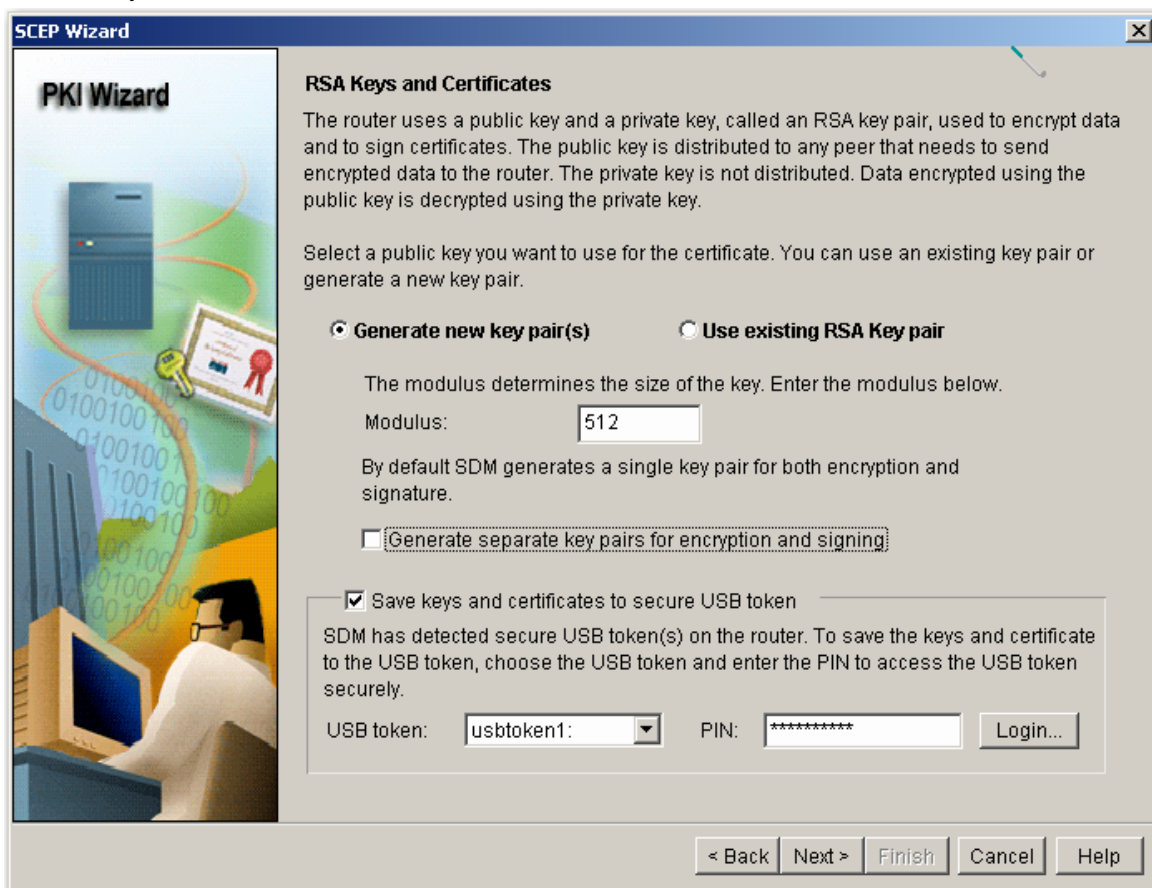 SCEP Wizard
PKI Wizard
RSA Keys and Certificates
The router uses a public key and a private key, called an RSA key pair, used to encrypt data
and to sign certificates. The public key is distributed to any peer that needs to send
encrypted data to the router. The private key is not distributed. Data encrypted using the
public key is decrypted using the private key.
Select a public key you want to use for the certificate. You can use an existing key pair or
generate a new key pair.
Generate new key pair(s) Use existing RSA Key pair
The modulus determines the size of the key. Enter the modulus below.
Modulus: 512
By default SDM generates a single key pair for both encryption and
signature.
Generate separate key pairs for encryption and signing
Save keys and certificates to secure USB token
SDM has detected secure USB token(s) on the router. To save the keys and certificate
to the USB token, choose the USB token and enter the PIN to access the USB token
securely.
USB token: usbtoken1: PIN: ********** Login...
< Back Next > Finish Cancel Help